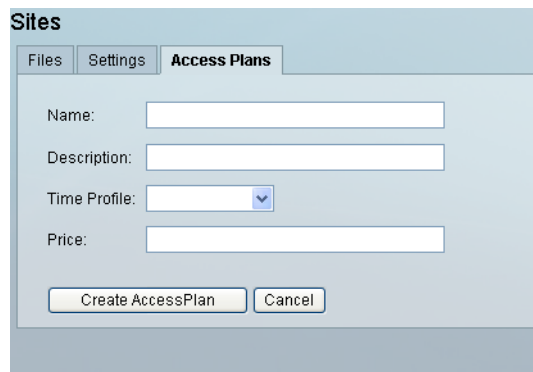 Sites
Files Settings Access Plans
Name:
Description:
Time Profile:
Price:
Create AccessPlan Cancel